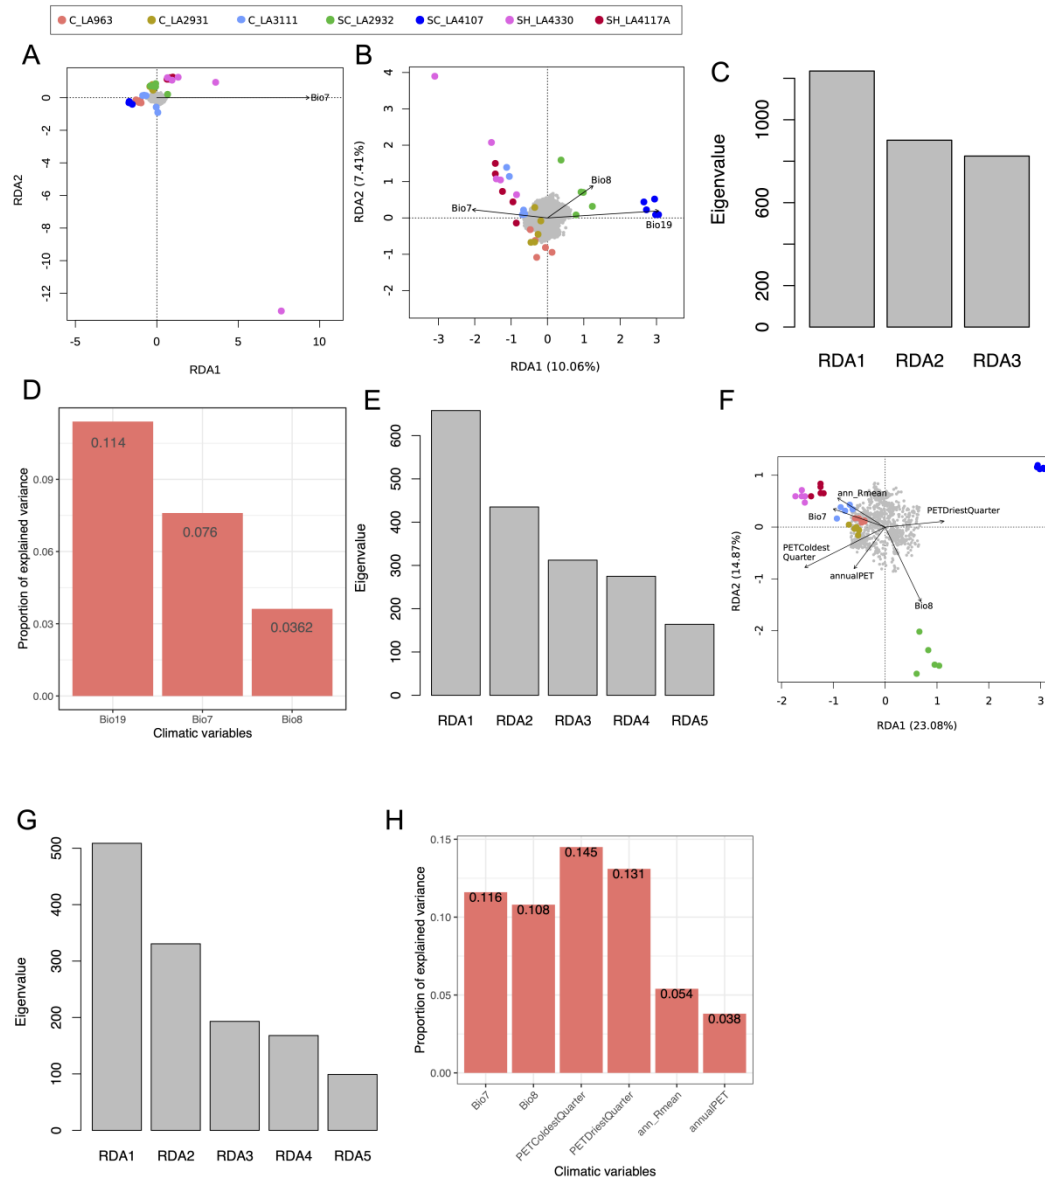 C_LA963 C_LA2931 C_LA3111 SC_LA2932 SC_LA4107 SH_LA4330 SH_LA4117A
A
RDA2
0
-2
-4
-6
-8
-10
-12
Bio7
-5 0 5 10
RDA1
B
RDA2 (7.41%)
4
3
2
1
0
-1
-2
Bio8
Bio7
Bio19
-3 -2 -1 0 1 2 3
RDA1 (10.06%)
C
Eigenvalue
1000
600
200
0
RDA1 RDA2 RDA3
D
Proportion of explained variance
0.09
0.06
0.03
0.00
0.114
0.076
0.0362
Bio19 Bio7 Bio8
Climatic variables
E
Eigenvalue
600
500
400
300
200
100
0
RDA1 RDA2 RDA3 RDA4 RDA5
F
RDA2 (14.87%)
1
0
-1
-2
ann_Rmean
Bio7
PETDriestQuarter
PETColdest
Quarter
annualPET
Bio8
-2 -1 0 1 2 3
RDA1 (23.08%)
G
Eigenvalue
500
400
300
200
100
0
RDA1 RDA2 RDA3 RDA4 RDA5
H
Proportion of explained variance
0.15
0.10
0.05
0.00
0.116
0.108
0.145
0.131
0.054
0.038
Bio7 Bio8 PETColdestQuarter PETDriestQuarter ann_Rmean annualPET
Climatic variables